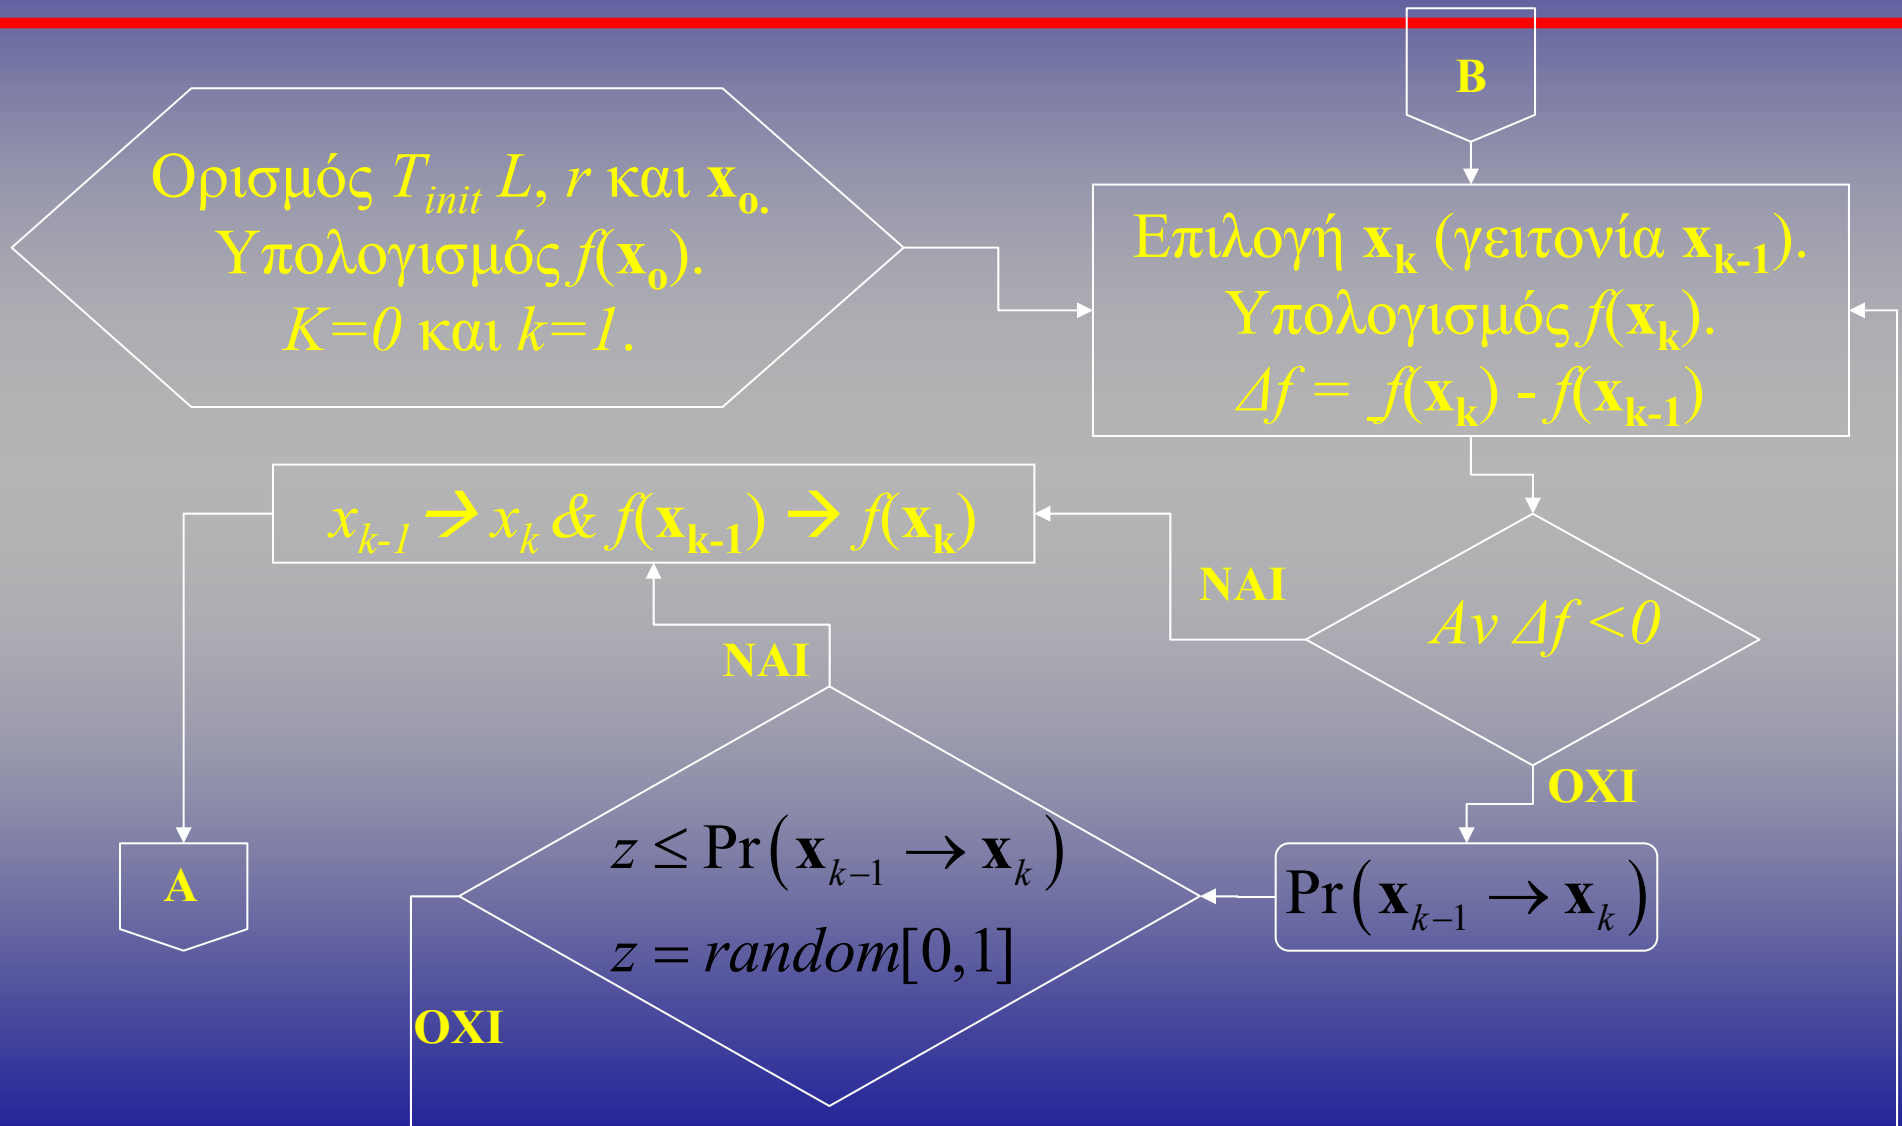 B
Ορισμός T_init L, r και x_o.
Υπολογισμός f(x_o).
K=0 και k=1.
Επιλογή x_k (γειτονία x_k-1).
Υπολογισμός f(x_k).
Δf = f(x_k) - f(x_k-1)
x_k-1 → x_k & f(x_k-1) → f(x_k)
ΝΑΙ
Αν Δf <0
ΝΑΙ
ΟΧΙ
z ≤ Pr(x_k−1 → x_k)
z = random[0,1]
Pr(x_k−1 → x_k)
A
ΟΧΙ